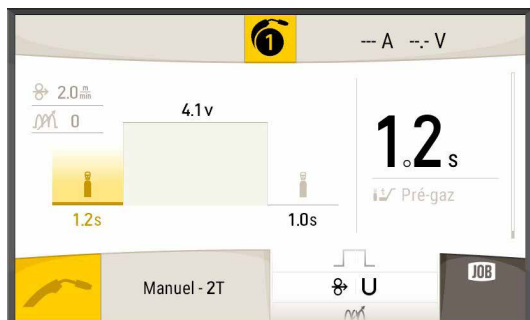 1
--- A --.- V
2.0 m/min
0
4.1v
1.2s
1.0s
1.2 s
Pré-gaz
Manuel - 2T
U
JOB